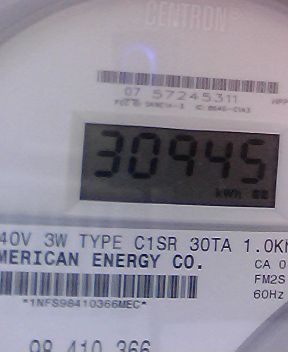 CENTRON®
07 57245311
30945
kWh
40V 3W TYPE C1SR 30TA 1.0K
MERICAN ENERGY CO.
CA 0
FM2S
60Hz
*1NFS98410366MEC*
98 410 366